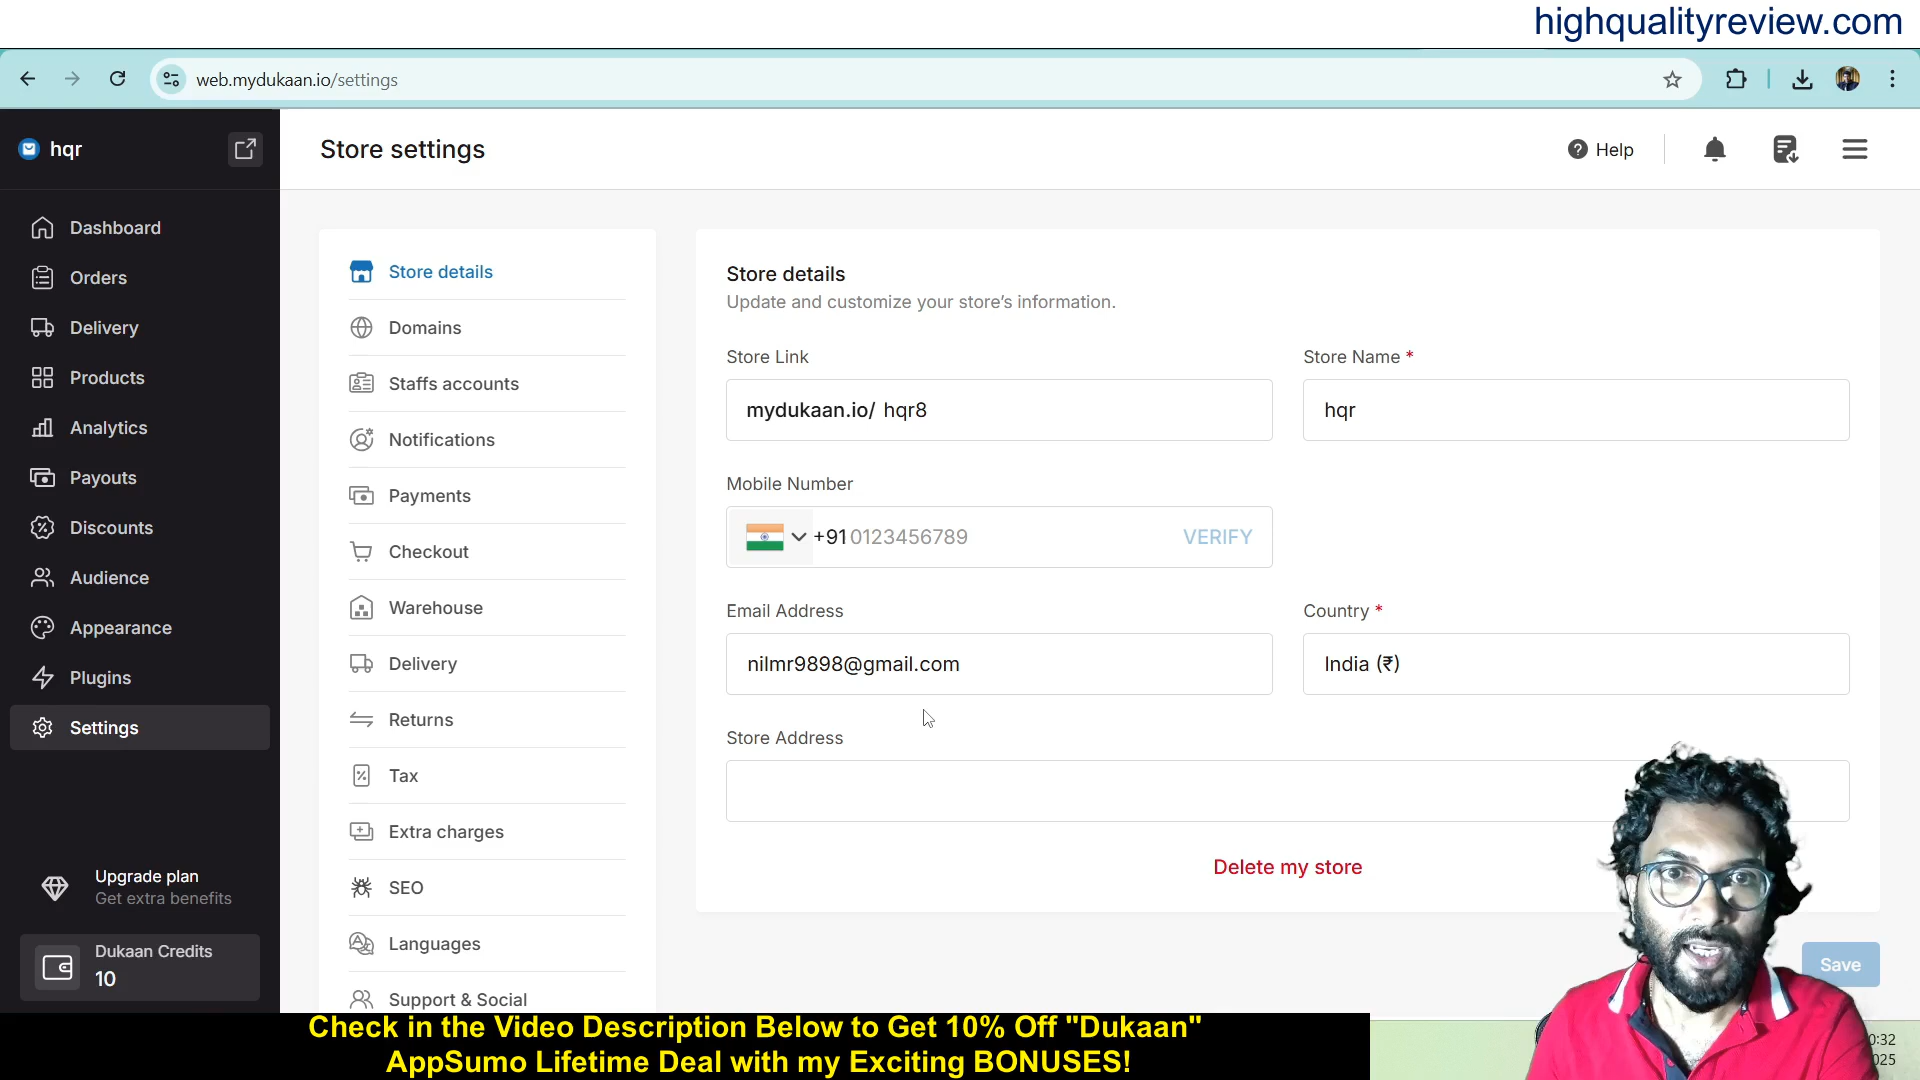 highqualityreview.com
web.mydukaan.io/settings
hqr
Store settings
Help
Dashboard
Orders
Delivery
Products
Analytics
Payouts
Discounts
Audience
Appearance
Plugins
Settings
Upgrade plan
Get extra benefits
Dukaan Credits
10
Store details
Domains
Staffs accounts
Notifications
Payments
Checkout
Warehouse
Delivery
Returns
Tax
Extra charges
SEO
Languages
Support & Social
Store details
Update and customize your store's information.
Store Link
mydukaan.io/ hqr8
Store Name *
hqr
Mobile Number
+91 0123456789 VERIFY
Email Address
nilmr9898@gmail.com
Country *
India (₹)
Store Address
Delete my store
Save
Check in the Video Description Below to Get 10% Off "Dukaan"
AppSumo Lifetime Deal with my Exciting BONUSES!
0:32
025